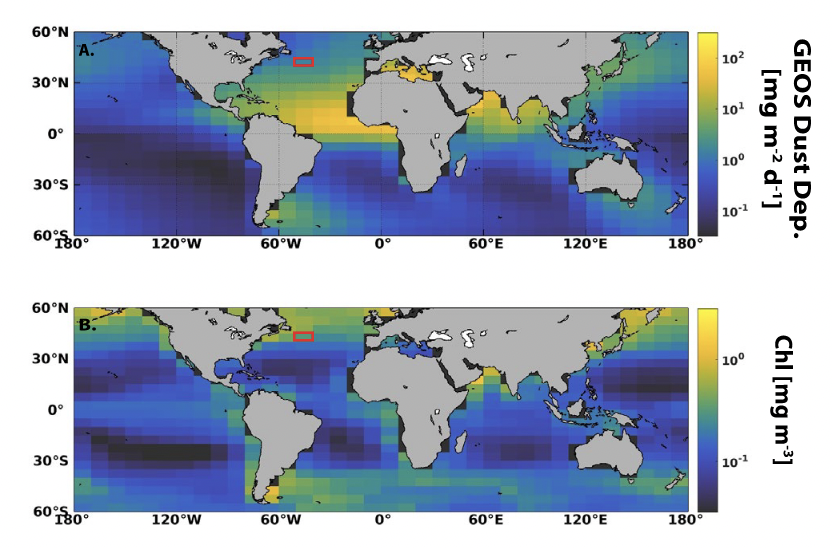 A.
60°N
30°N
0°
30°S
60°S
180°
120°W
60°W
0°
60°E
120°E
180°
10²
10¹
10⁰
10⁻¹
GEOS Dust Dep.
[mg m⁻² d⁻¹]
B.
60°N
30°N
0°
30°S
60°S
180°
120°W
60°W
0°
60°E
120°E
180°
10⁰
10⁻¹
Chl [mg m⁻³]